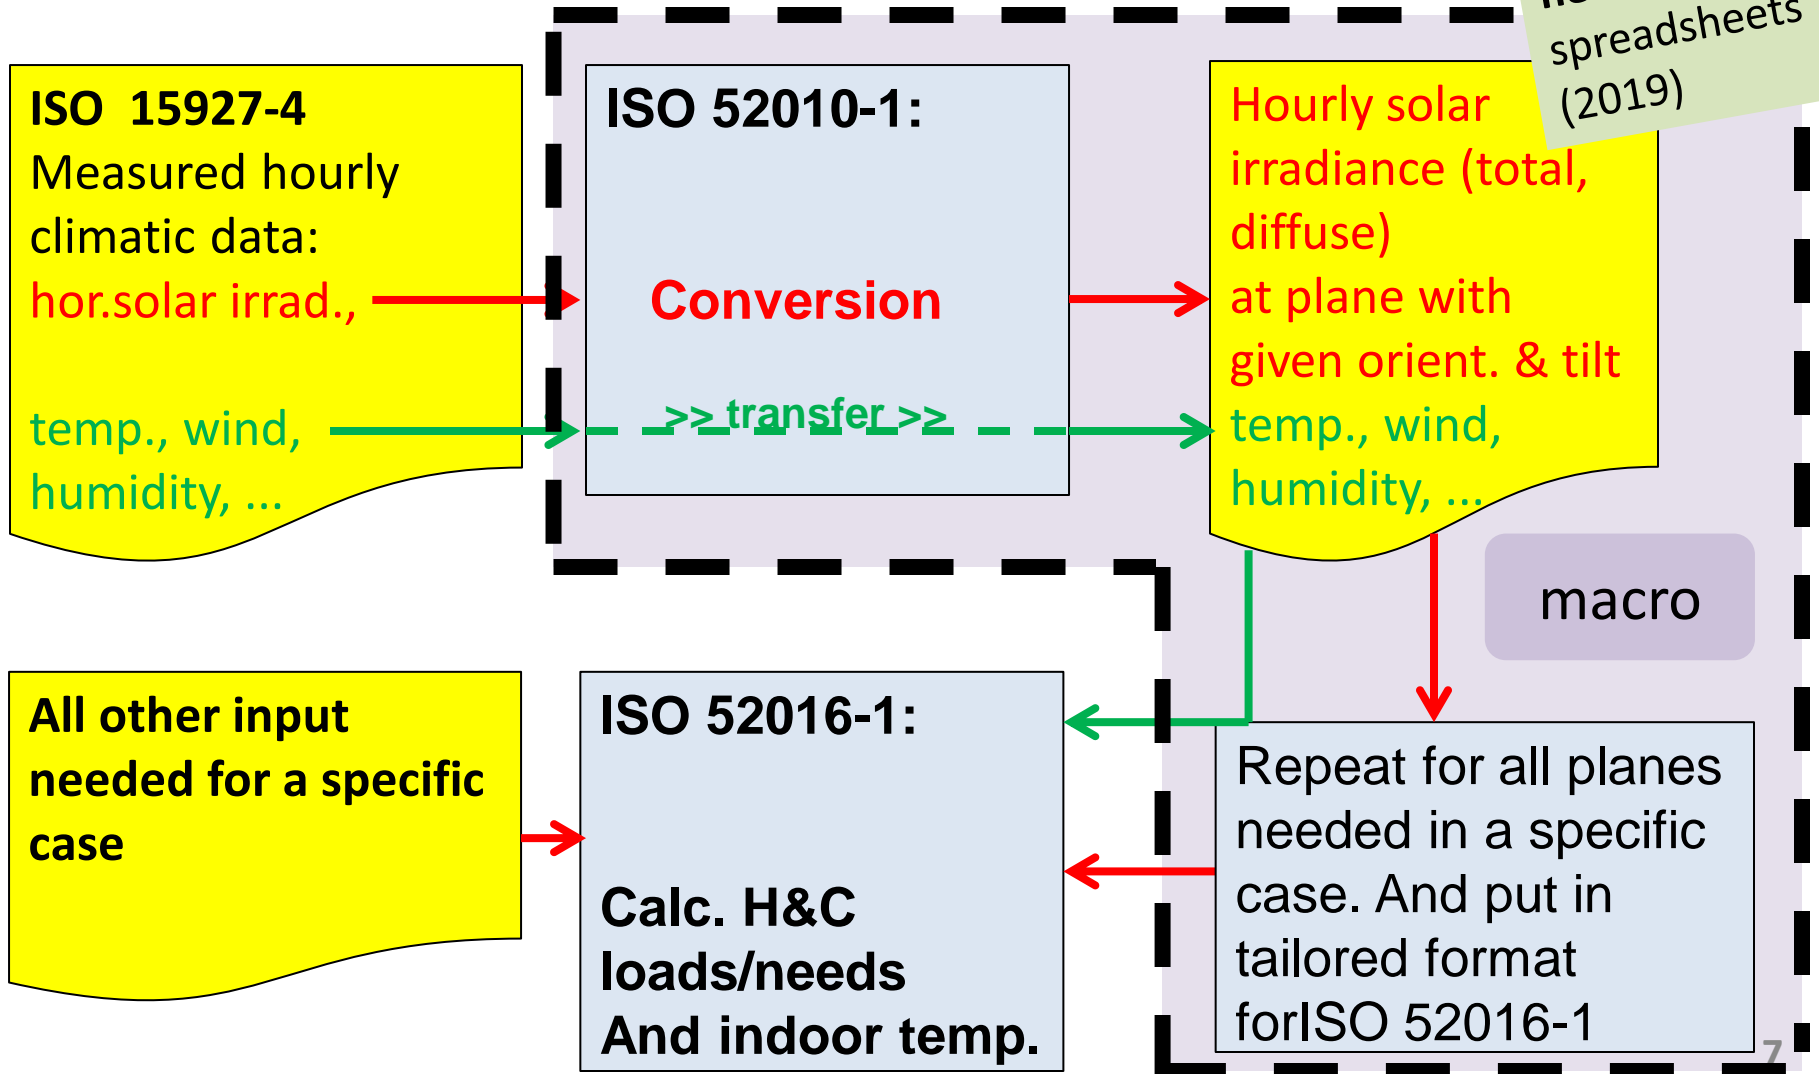 spreadsheets
(2019)
ISO 15927-4
Measured hourly
climatic data:
hor.solar irrad.,
temp., wind,
humidity, ...
ISO 52010-1:
Conversion
>> transfer >>
Hourly solar
irradiance (total,
diffuse)
at plane with
given orient. & tilt
temp., wind,
humidity, ...
macro
All other input
needed for a specific
case
ISO 52016-1:
Calc. H&C
loads/needs
And indoor temp.
Repeat for all planes
needed in a specific
case. And put in
tailored format
forISO 52016-1
7